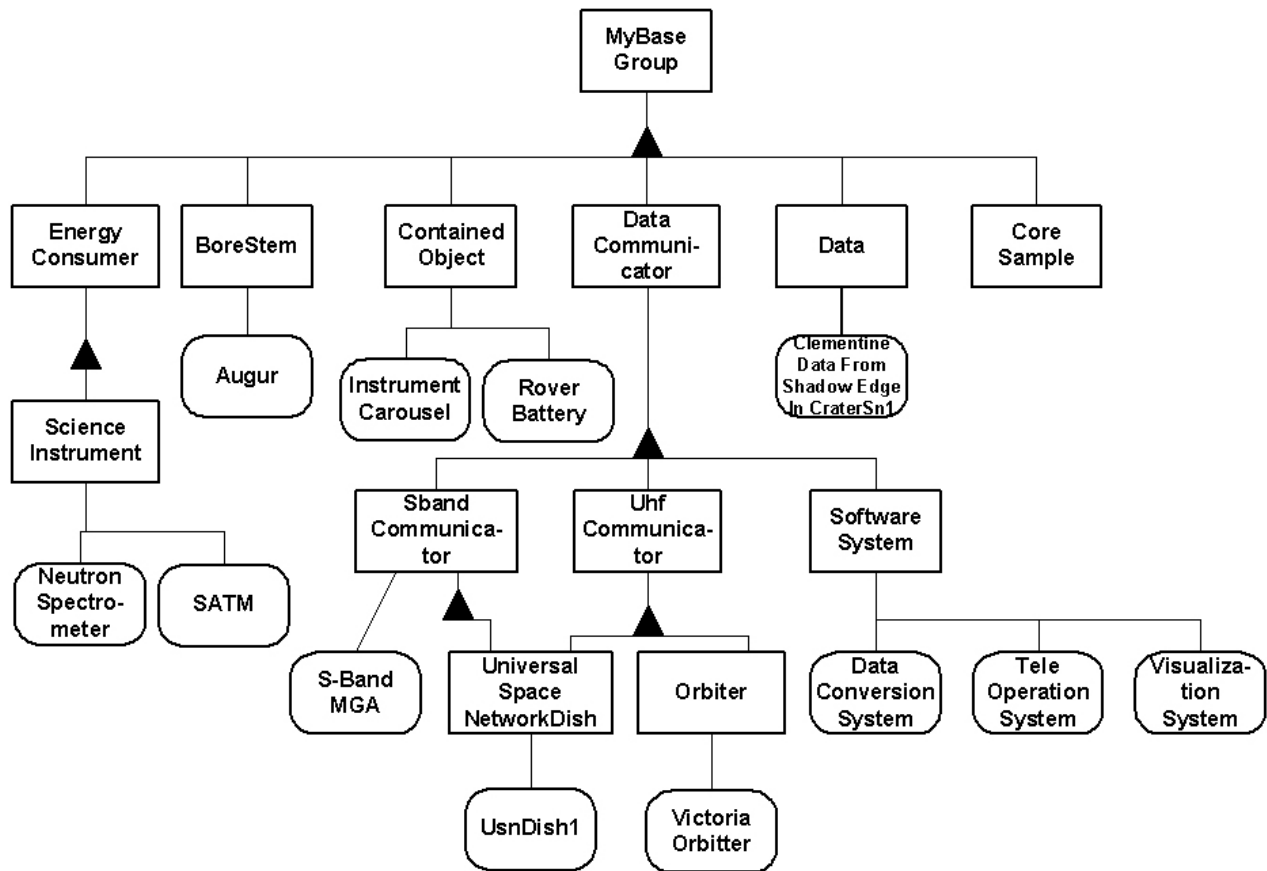 MyBase
Group
Energy
Consumer
BoreStem
Contained
Object
Data
Communi-
cator
Data
Core
Sample
Augur
Instrument
Carousel
Rover
Battery
Clementine
Data From
Shadow Edge
In CraterSn1
Science
Instrument
Sband
Communica-
tor
Uhf
Communica-
tor
Software
System
Neutron
Spectro-
meter
SATM
S-Band
MGA
Universal
Space
NetworkDish
Orbiter
Data
Conversion
System
Tele
Operation
System
Visualiza-
tion
System
UsnDish1
Victoria
Orbitter